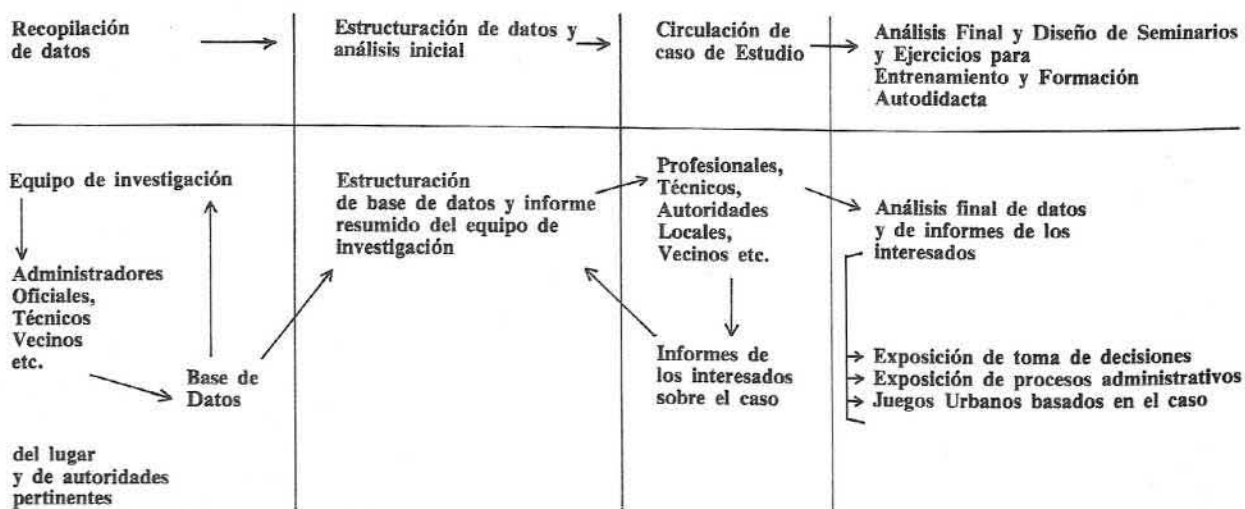 Recopilación
de datos
Estructuración de datos y
análisis inicial
Circulación de
caso de Estudio
Análisis Final y Diseño de Seminarios
y Ejercicios para
Entrenamiento y Formación
Autodidacta
Equipo de investigación
Administradores
Oficiales,
Técnicos
Vecinos
etc.
Base de
Datos
del lugar
y de autoridades
pertinentes
Estructuración
de base de datos y informe
resumido del equipo de
investigación
Profesionales,
Técnicos,
Autoridades
Locales,
Vecinos etc.
Informes de
los interesados
sobre el caso
Análisis final de datos
y de informes de los
interesados
Exposición de toma de decisiones
Exposición de procesos administrativos
Juegos Urbanos basados en el caso